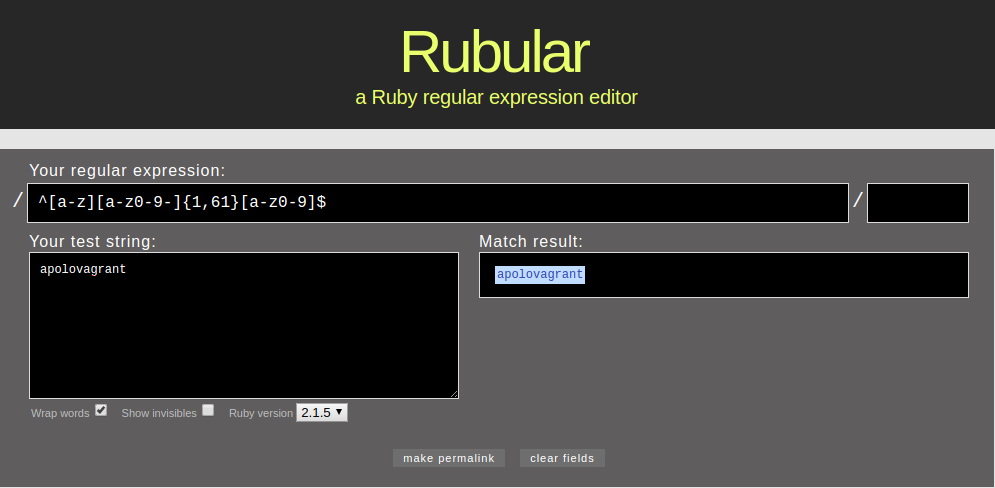 Rubular
a Ruby regular expression editor
Your regular expression:
/ ^[a-z][a-z0-9-]{1,61}[a-z0-9]$ /
Your test string:
Match result:
apolovagrant
apolovagrant
Wrap words Show invisibles Ruby version 2.1.5 ▼
make permalink clear fields